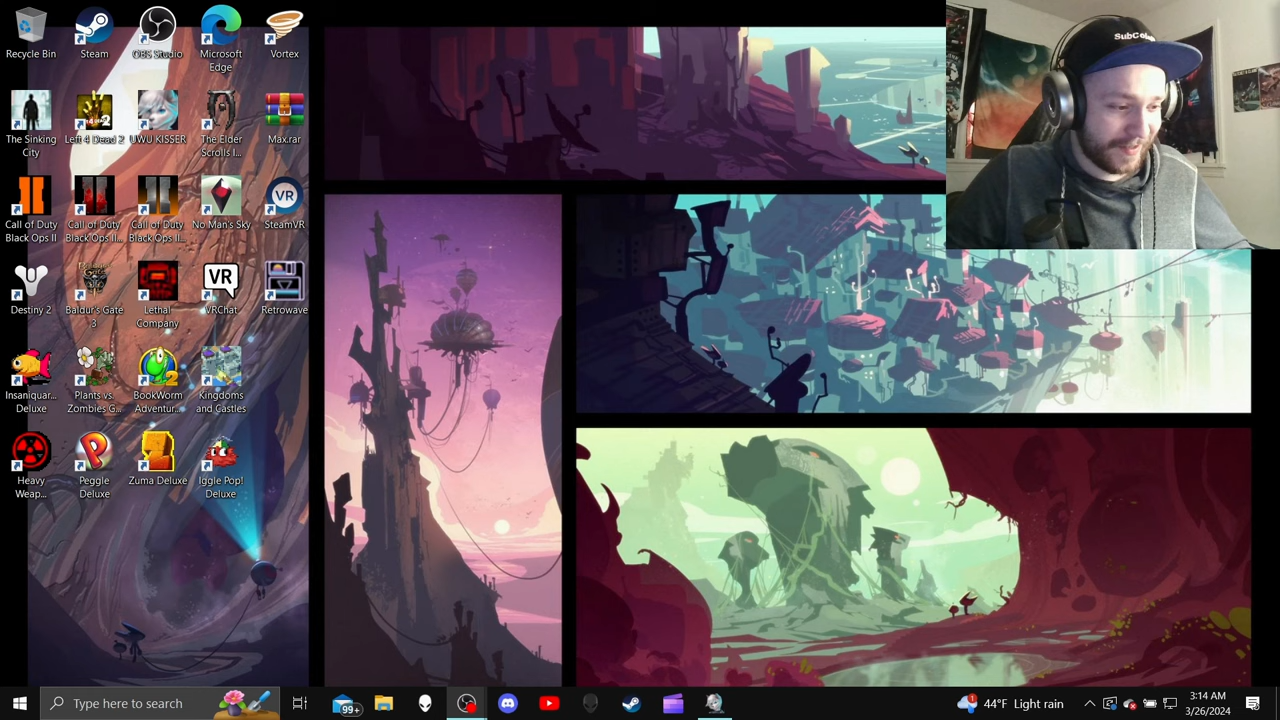 Recycle Bin
Steam
OBS Studio
Microsoft
Edge
Vortex
The Sinking
City
Left 4 Dead 2
UWU KISSER
The Elder
Scrolls I...
Max.rar
Call of Duty
Black Ops II
Call of Duty
Black Ops II...
Call of Duty
Black Ops II...
No Man's Sky
VR
SteamVR
Destiny 2
Baldur's Gate
3
Lethal
Company
VR
VRChat
Retrowave
Insaniquar...
Deluxe
Plants vs.
Zombies G...
2
BookWorm
Adventur...
Kingdoms
and Castles
Heavy
Weap...
P
Peggle
Deluxe
Zuma Deluxe
Iggle Pop!
Deluxe
Type here to search
99+
44°F Light rain
3:14 AM
3/26/2024